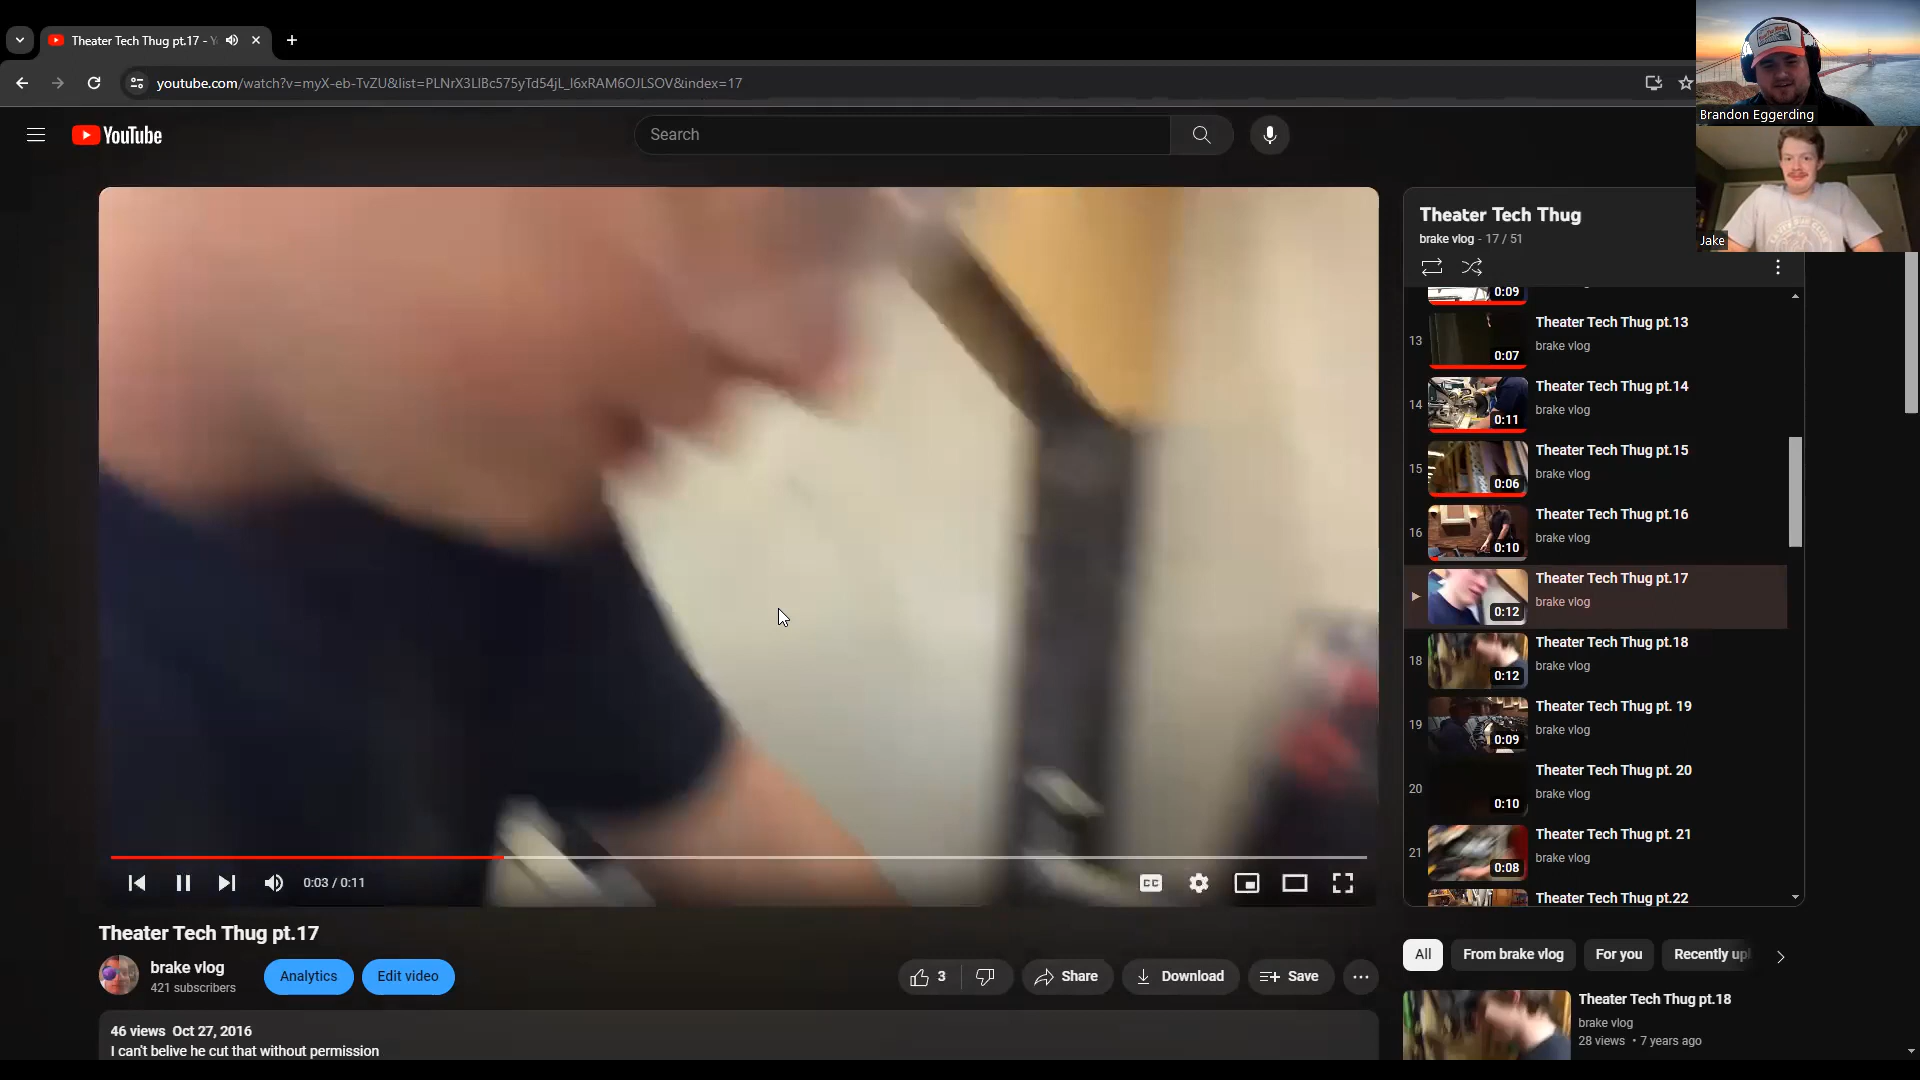 Theater Tech Thug pt.17 - Y
youtube.com/watch?v=myX-eb-TvZU&list=PLNrX3LlBc575yTd54jL_l6xRAM6OJLSOV&index=17
YouTube
Search
Brandon Eggerding
Jake
Theater Tech Thug
brake vlog - 17 / 51
0:09
13
0:07
Theater Tech Thug pt.13
brake vlog
14
0:11
Theater Tech Thug pt.14
brake vlog
15
0:06
Theater Tech Thug pt.15
brake vlog
16
0:10
Theater Tech Thug pt.16
brake vlog
0:12
Theater Tech Thug pt.17
brake vlog
18
0:12
Theater Tech Thug pt.18
brake vlog
19
0:09
Theater Tech Thug pt. 19
brake vlog
20
0:10
Theater Tech Thug pt. 20
brake vlog
21
0:08
Theater Tech Thug pt. 21
brake vlog
Theater Tech Thug pt.22
0:03 / 0:11
CC
Theater Tech Thug pt.17
brake vlog
421 subscribers
Analytics
Edit video
3
Share
Download
Save
46 views Oct 27, 2016
I can't belive he cut that without permission
All
From brake vlog
For you
Recently upl
Theater Tech Thug pt.18
brake vlog
28 views • 7 years ago